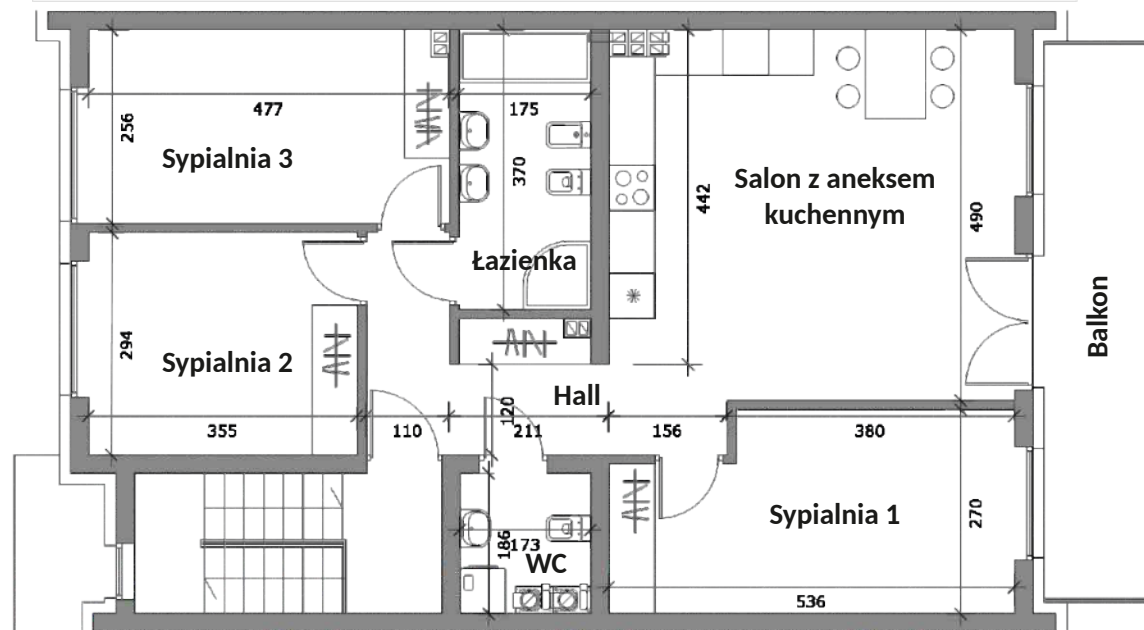 477
175
256
Sypialnia 3
370
Salon z aneksem
kuchennym
442
490
Łazienka
Balkon
294
Sypialnia 2
Hall
120
355
110
211
156
380
Sypialnia 1
270
186
173
WC
536